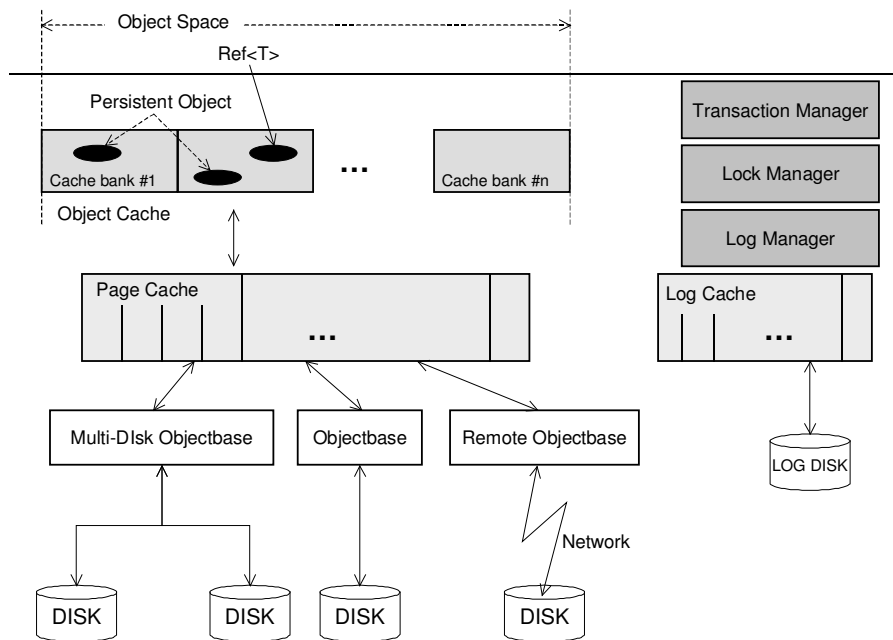 Object Space
Ref<T>
Persistent Object
Transaction Manager
Cache bank #1
...
Cache bank #n
Lock Manager
Object Cache
Log Manager
Page Cache
...
Log Cache
...
Multi-DIsk Objectbase
Objectbase
Remote Objectbase
LOG DISK
Network
DISK
DISK
DISK
DISK